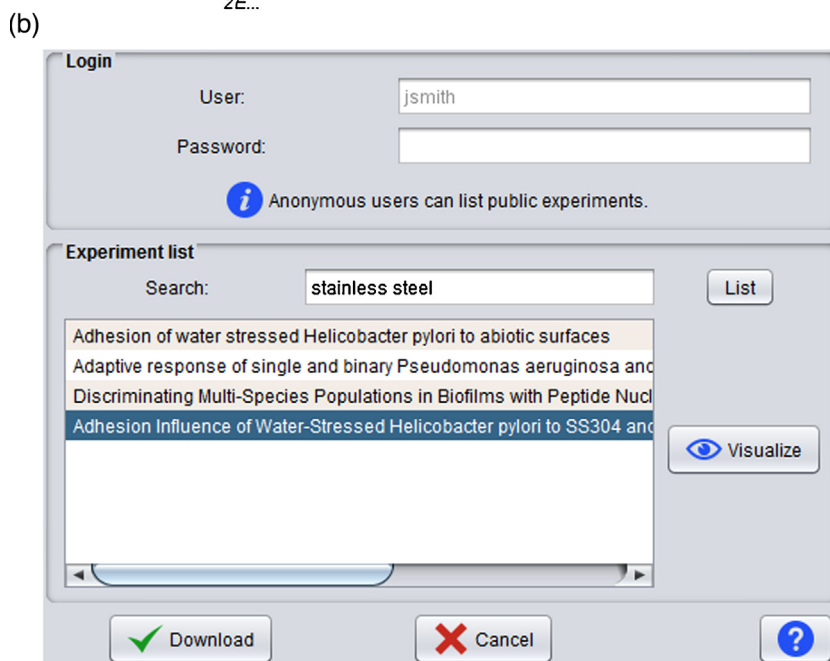 2E...
(b)
Login
User: jsmith
Password:
i Anonymous users can list public experiments.
Experiment list
Search: stainless steel List
Adhesion of water stressed Helicobacter pylori to abiotic surfaces
Adaptive response of single and binary Pseudomonas aeruginosa and
Discriminating Multi-Species Populations in Biofilms with Peptide Nucl
Adhesion Influence of Water-Stressed Helicobacter pylori to SS304 and
Visualize
Download Cancel ?